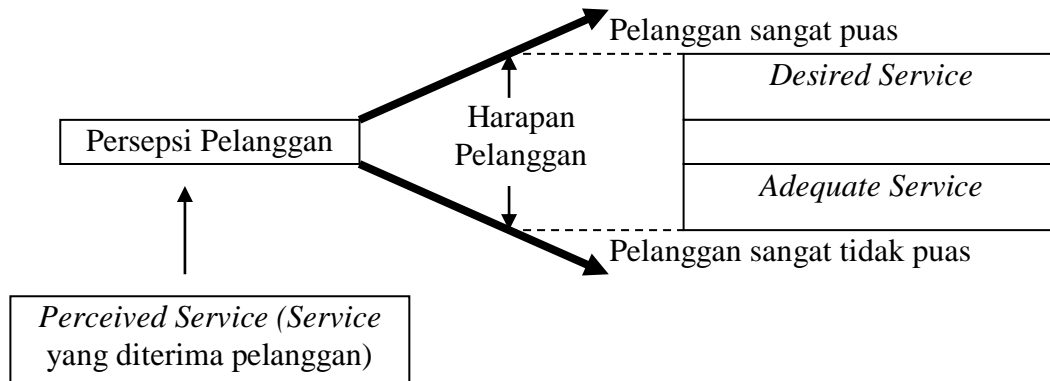 Pelanggan sangat puas
Desired Service
Harapan
Pelanggan
Persepsi Pelanggan
Adequate Service
Pelanggan sangat tidak puas
Perceived Service (Service
yang diterima pelanggan)